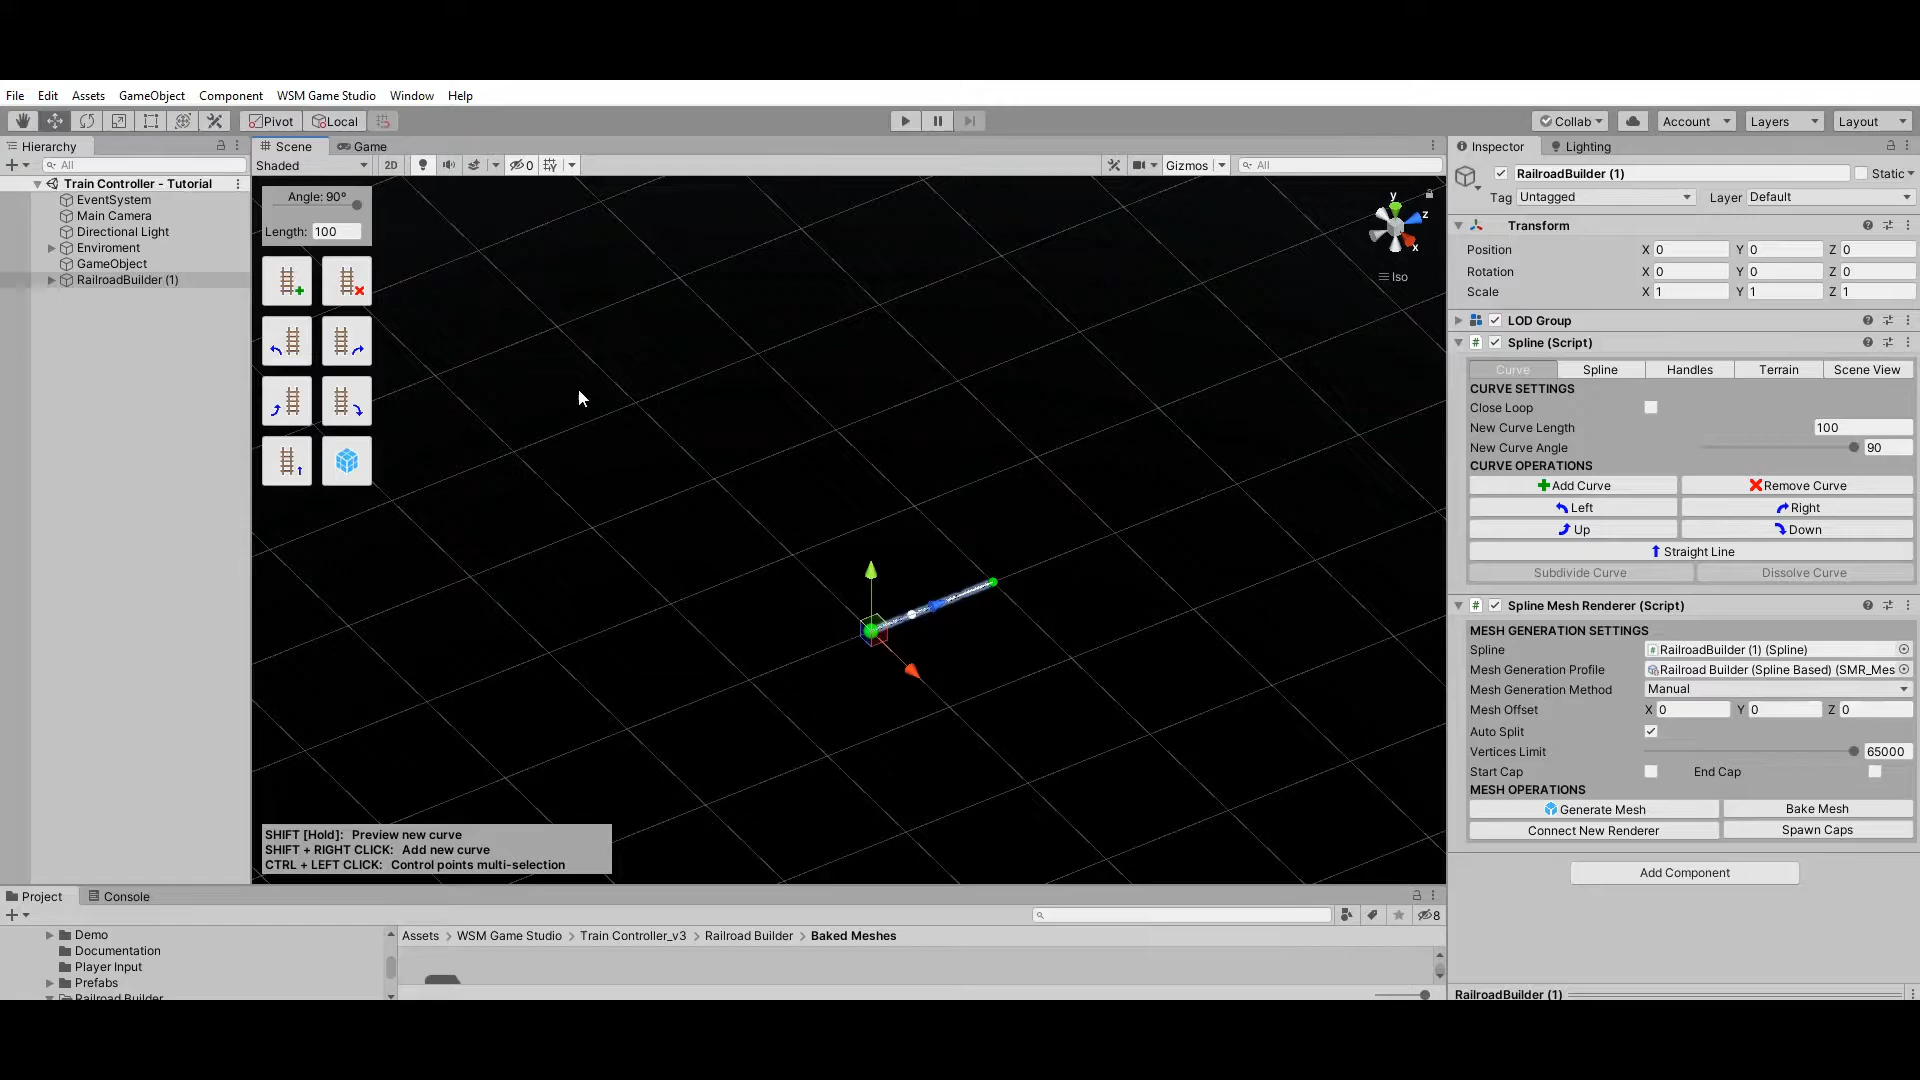 File Edit Assets GameObject Component WSM Game Studio Window Help
Pivot Local Collab Account Layers Layout
Hierarchy
All
Train Controller - Tutorial
EventSystem
Main Camera
Directional Light
Enviroment
GameObject
RailroadBuilder (1)
Scene Game
Shaded 2D 0 Gizmos All
Angle: 90º
Length: 100
y
z
x
Iso
SHIFT [Hold]: Preview new curve
SHIFT + RIGHT CLICK: Add new curve
CTRL + LEFT CLICK: Control points multi-selection
Inspector Lighting
RailroadBuilder (1) Static
Tag Untagged Layer Default
Transform
Position X 0 Y 0 Z 0
Rotation X 0 Y 0 Z 0
Scale X 1 Y 1 Z 1
LOD Group
Spline (Script)
Curve Spline Handles Terrain Scene View
CURVE SETTINGS
Close Loop
New Curve Length 100
New Curve Angle 90
CURVE OPERATIONS
Add Curve Remove Curve
Left Right
Up Down
Straight Line
Subdivide Curve Dissolve Curve
Spline Mesh Renderer (Script)
MESH GENERATION SETTINGS
Spline RailroadBuilder (1) (Spline)
Mesh Generation Profile Railroad Builder (Spline Based) (SMR_Mes
Mesh Generation Method Manual
Mesh Offset X 0 Y 0 Z 0
Auto Split
Vertices Limit 65000
Start Cap End Cap
MESH OPERATIONS
Generate Mesh Bake Mesh
Connect New Renderer Spawn Caps
Add Component
RailroadBuilder (1)
Project Console
8
Demo
Documentation
Player Input
Prefabs
Railroad Builder
Assets > WSM Game Studio > Train Controller_v3 > Railroad Builder > Baked Meshes